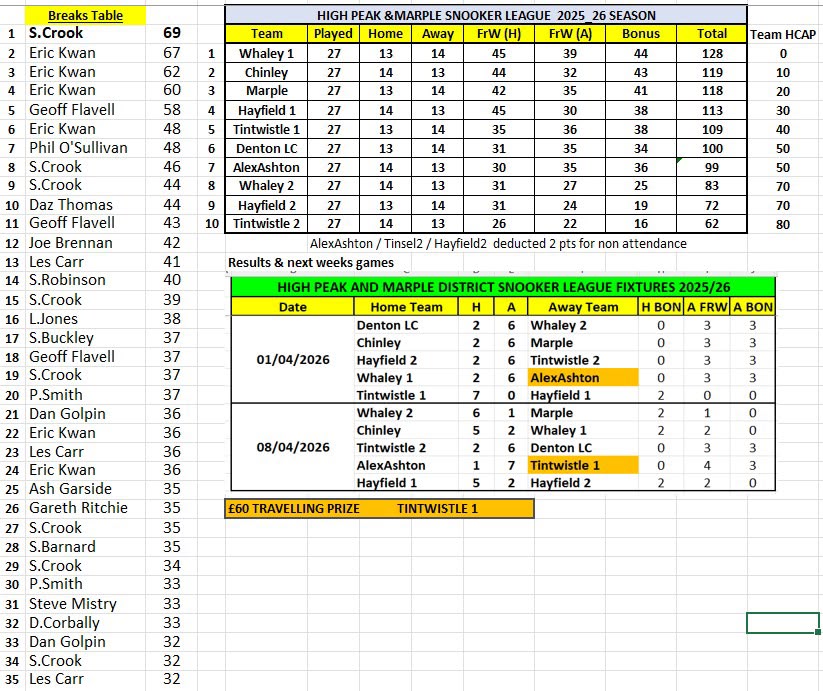 Breaks Table
1 S.Crook 69
2 Eric Kwan 67
3 Eric Kwan 62
4 Eric Kwan 60
5 Geoff Flavell 58
6 Eric Kwan 48
7 Phil O'Sullivan 48
8 S.Crook 46
9 S.Crook 44
10 Daz Thomas 44
11 Geoff Flavell 43
12 Joe Brennan 42
13 Les Carr 41
14 S.Robinson 40
15 S.Crook 39
16 L.Jones 38
17 S.Buckley 37
18 Geoff Flavell 37
19 S.Crook 37
20 P.Smith 37
21 Dan Golpin 36
22 Eric Kwan 36
23 Les Carr 36
24 Eric Kwan 36
25 Ash Garside 35
26 Gareth Ritchie 35
27 S.Crook 35
28 S.Barnard 35
29 S.Crook 34
30 P.Smith 33
31 Steve Mistry 33
32 D.Corbally 33
33 Dan Golpin 32
34 S.Crook 32
35 Les Carr 32
HIGH PEAK &MARPLE SNOOKER LEAGUE 2025_26 SEASON
Team Played Home Away FrW (H) FrW (A) Bonus Total Team HCAP
1 Whaley 1 27 13 14 45 39 44 128 0
2 Chinley 27 14 13 44 32 43 119 10
3 Marple 27 14 13 42 35 41 118 20
4 Hayfield 1 27 14 13 45 30 38 113 30
5 Tintwistle 1 27 13 14 35 36 38 109 40
6 Denton LC 27 13 14 31 35 34 100 50
7 AlexAshton 27 14 13 30 35 36 99 50
8 Whaley 2 27 14 13 31 27 25 83 70
9 Hayfield 2 27 13 14 31 24 19 72 70
10 Tintwistle 2 27 14 13 26 22 16 62 80
AlexAshton / Tinsel2 / Hayfield2 deducted 2 pts for non attendance
Results & next weeks games
HIGH PEAK AND MARPLE DISTRICT SNOOKER LEAGUE FIXTURES 2025/26
Date Home Team H A Away Team H BON A FRW A BON
01/04/2026
Denton LC 2 6 Whaley 2 0 3 3
Chinley 2 6 Marple 0 3 3
Hayfield 2 2 6 Tintwistle 2 0 3 3
Whaley 1 2 6 AlexAshton 0 3 3
Tintwistle 1 7 0 Hayfield 1 2 0 0
08/04/2026
Whaley 2 6 1 Marple 2 1 0
Chinley 5 2 Whaley 1 2 2 0
Tintwistle 2 2 6 Denton LC 0 3 3
AlexAshton 1 7 Tintwistle 1 0 4 3
Hayfield 1 5 2 Hayfield 2 2 2 0
£60 TRAVELLING PRIZE TINTWISTLE 1